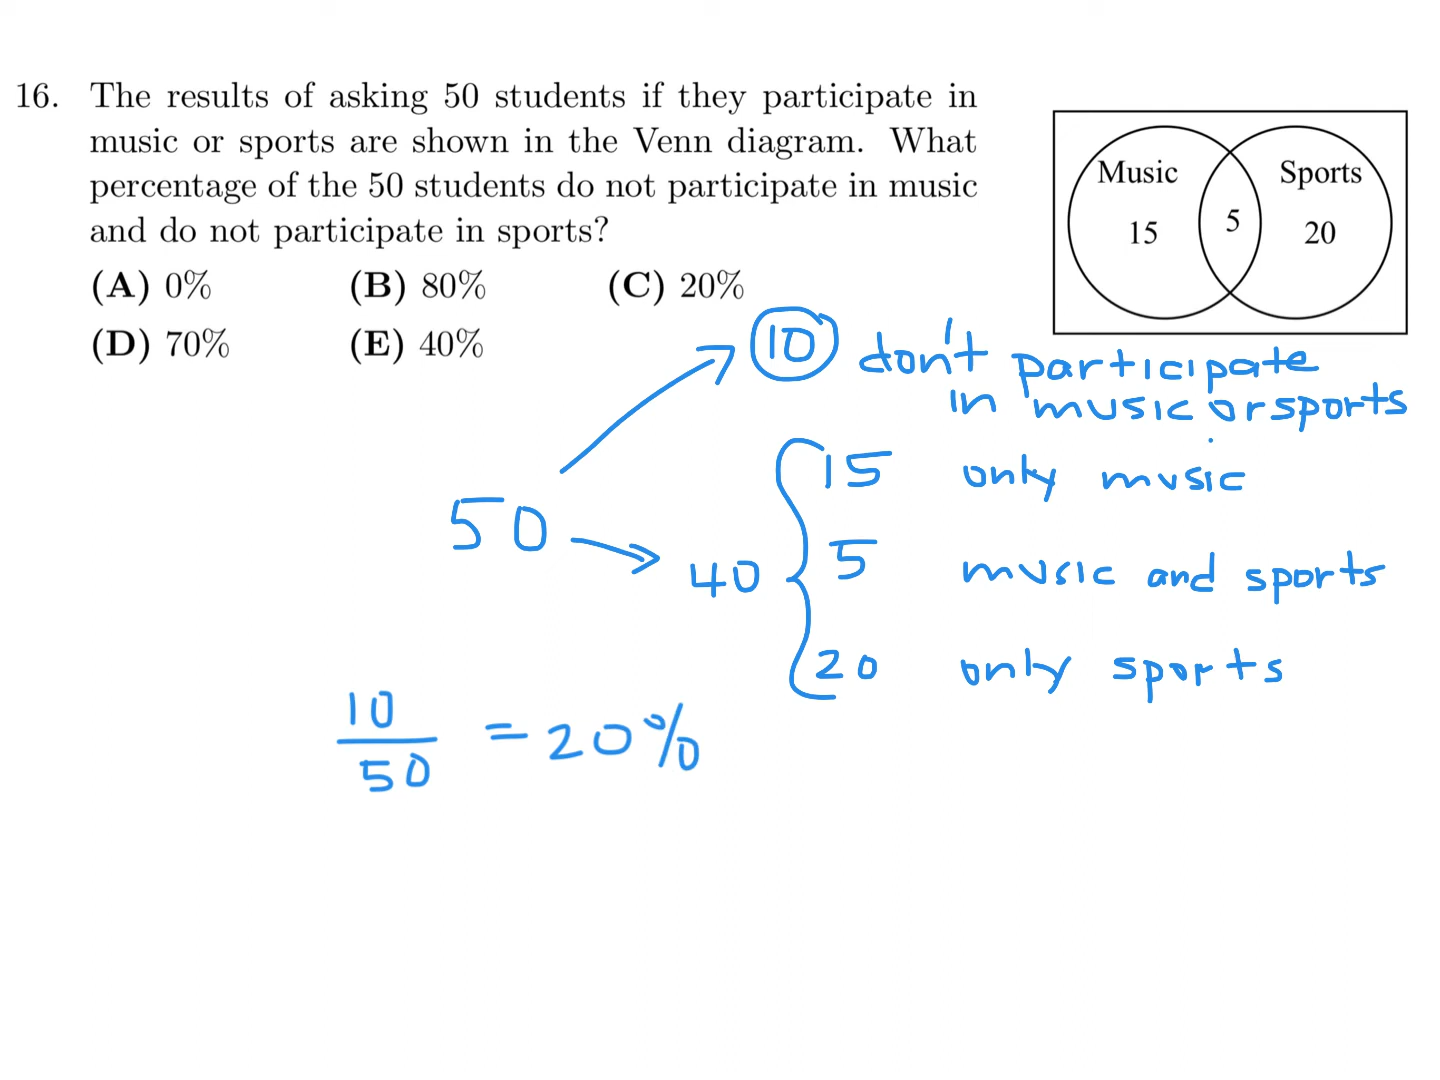 16. The results of asking 50 students if they participate in
music or sports are shown in the Venn diagram. What
percentage of the 50 students do not participate in music
and do not participate in sports?
(A) 0% (B) 80% (C) 20%
(D) 70% (E) 40%
Music Sports
15 5 20
10 don't participate
in music or sports
50
40
15 only music
5 music and sports
20 only sports
10/50 = 20%